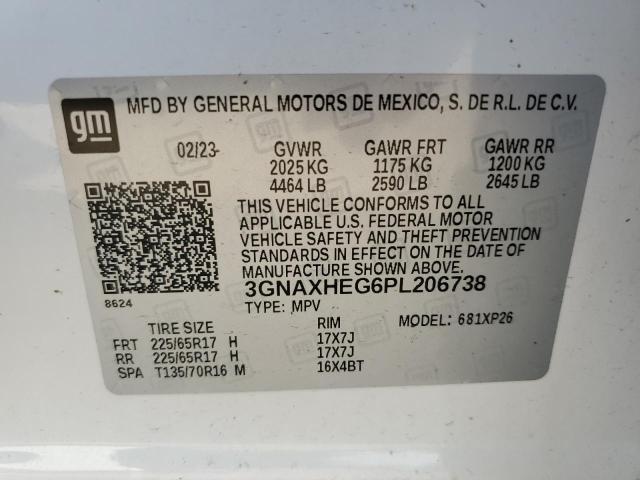 gm
MFD BY GENERAL MOTORS DE MEXICO, S. DE R.L. DE C.V.
02/23 GVWR GAWR FRT GAWR RR
2025 KG 1175 KG 1200 KG
4464 LB 2590 LB 2645 LB
THIS VEHICLE CONFORMS TO ALL
APPLICABLE U.S. FEDERAL MOTOR
VEHICLE SAFETY AND THEFT PREVENTION
STANDARDS IN EFFECT ON THE DATE OF
MANUFACTURE SHOWN ABOVE.
3GNAXHEG6PL206738
8624
TYPE: MPV MODEL: 681XP26
TIRE SIZE RIM
FRT 225/65R17 H 17X7J
RR 225/65R17 H 17X7J
SPA T135/70R16 M 16X4BT